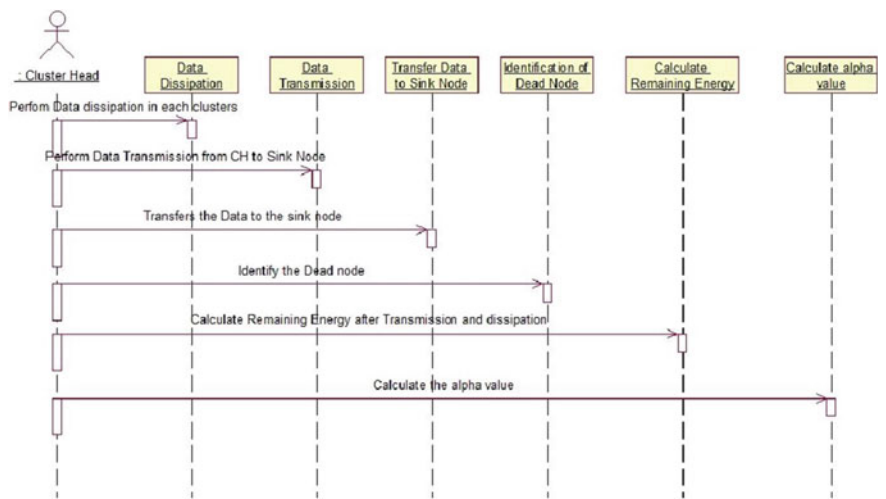 : Cluster Head
Data
Dissipation
Data
Transmission
Transfer Data
to Sink Node
Identification of
Dead Node
Calculate
Remaining Energy
Calculate alpha
value
Perfom Data dissipation in each clusters
Perform Data Transmission from CH to Sink Node
Transfers the Data to the sink node
Identify the Dead node
Calculate Remaining Energy after Transmission and dissipation
Calculate the alpha value